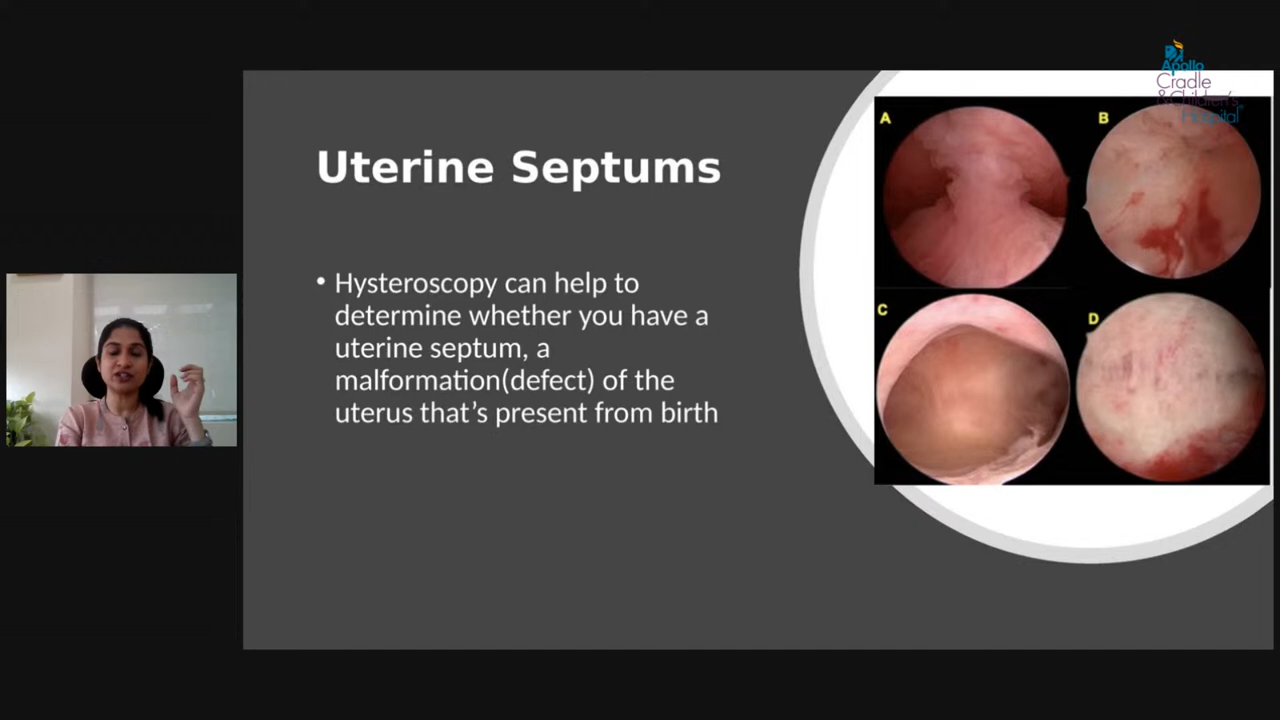 Apollo
Cradle
& Children's
Hospital
Uterine Septums
• Hysteroscopy can help to
determine whether you have a
uterine septum, a
malformation(defect) of the
uterus that's present from birth
A
B
C
D